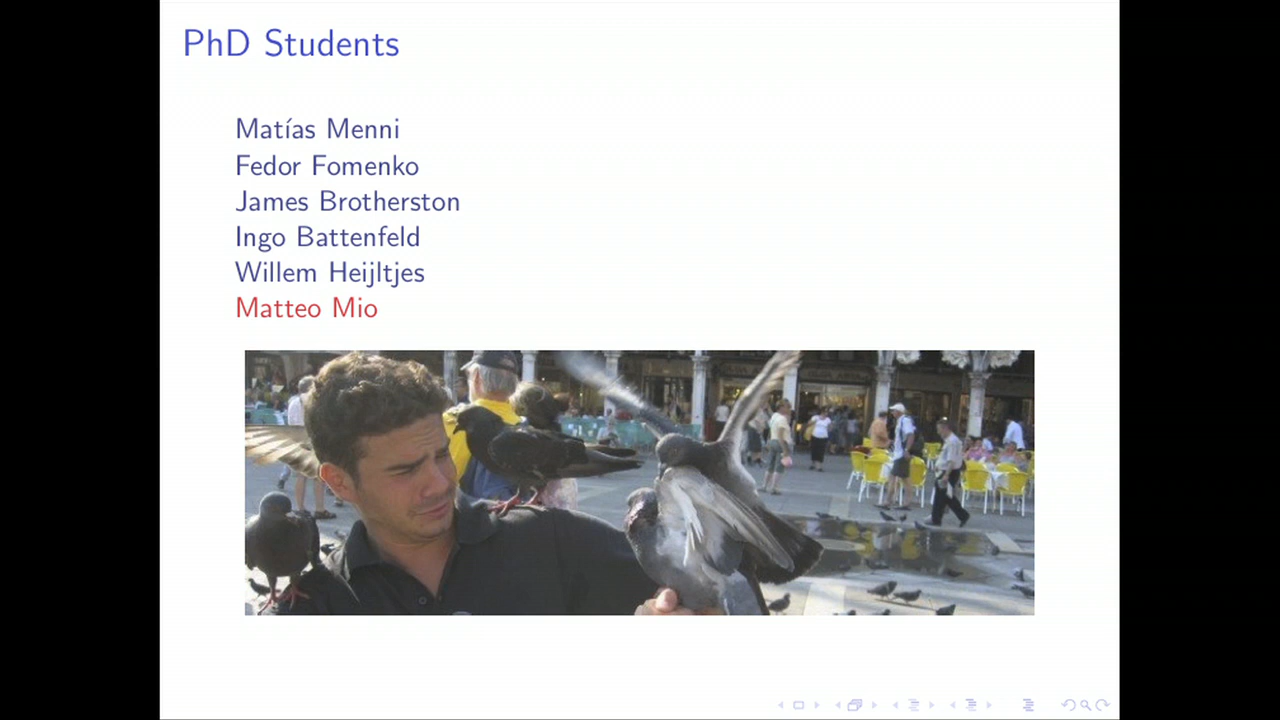 PhD Students
Matías Menni
Fedor Fomenko
James Brotherston
Ingo Battenfeld
Willem Heijltjes
Matteo Mio